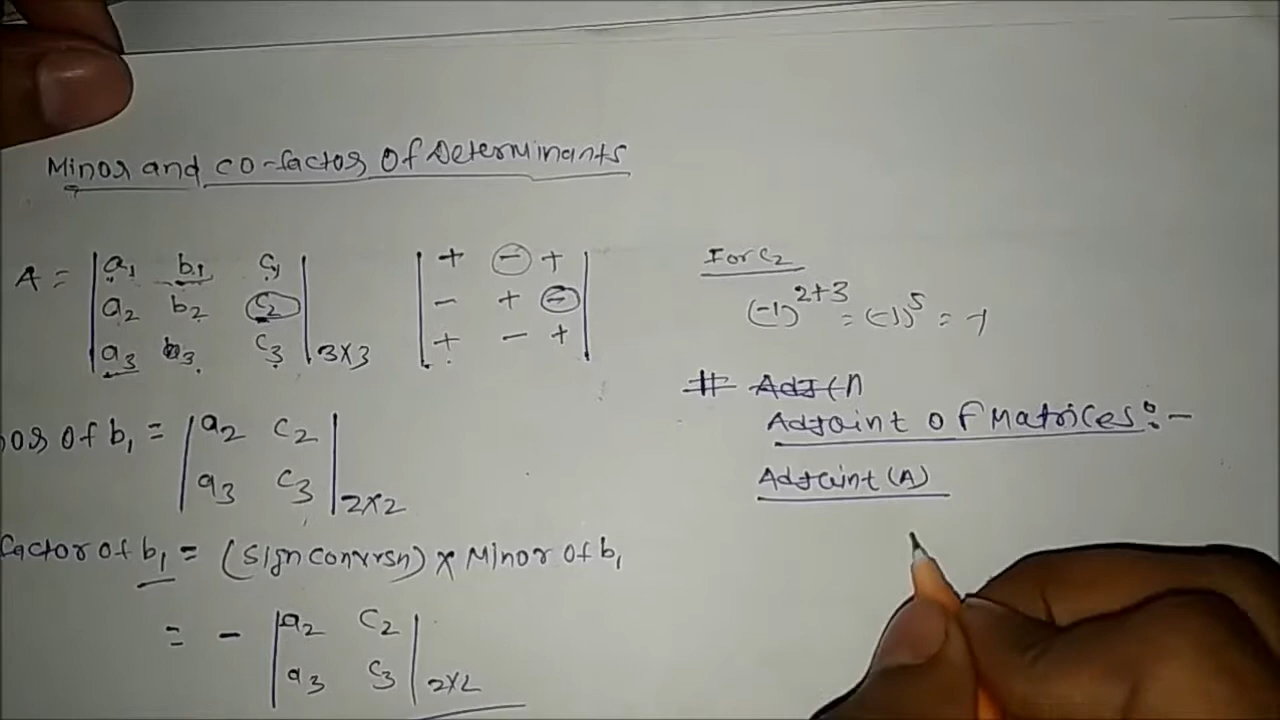 Minor and co-factor of Determinants
A = | a1 b1 c1 |
| a2 b2 c2 |
| a3 b3 c3 | 3x3
| + - + |
| - + - |
| + - + |
For c2
(-1)^2+3 = (-1)^5 = -1
nor of b1 = | a2 c2 |
| a3 c3 | 2x2
factor of b1 = (sign convrsn) x Minor of b1
= - | a2 c2 |
| a3 c3 | 2x2
# Adj(n
Adjoint of Matrices:-
Adjoint (A)